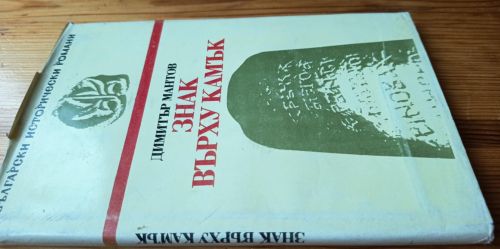 БЪЛГАРСКИ ИСТОРИЧЕСКИ РОМАНИ
ДИМИТЪР МАНТОВ
ЗНАК
ВЪРХУ КАМЪК
ЗНАК ВЪРХУ КАМЪК